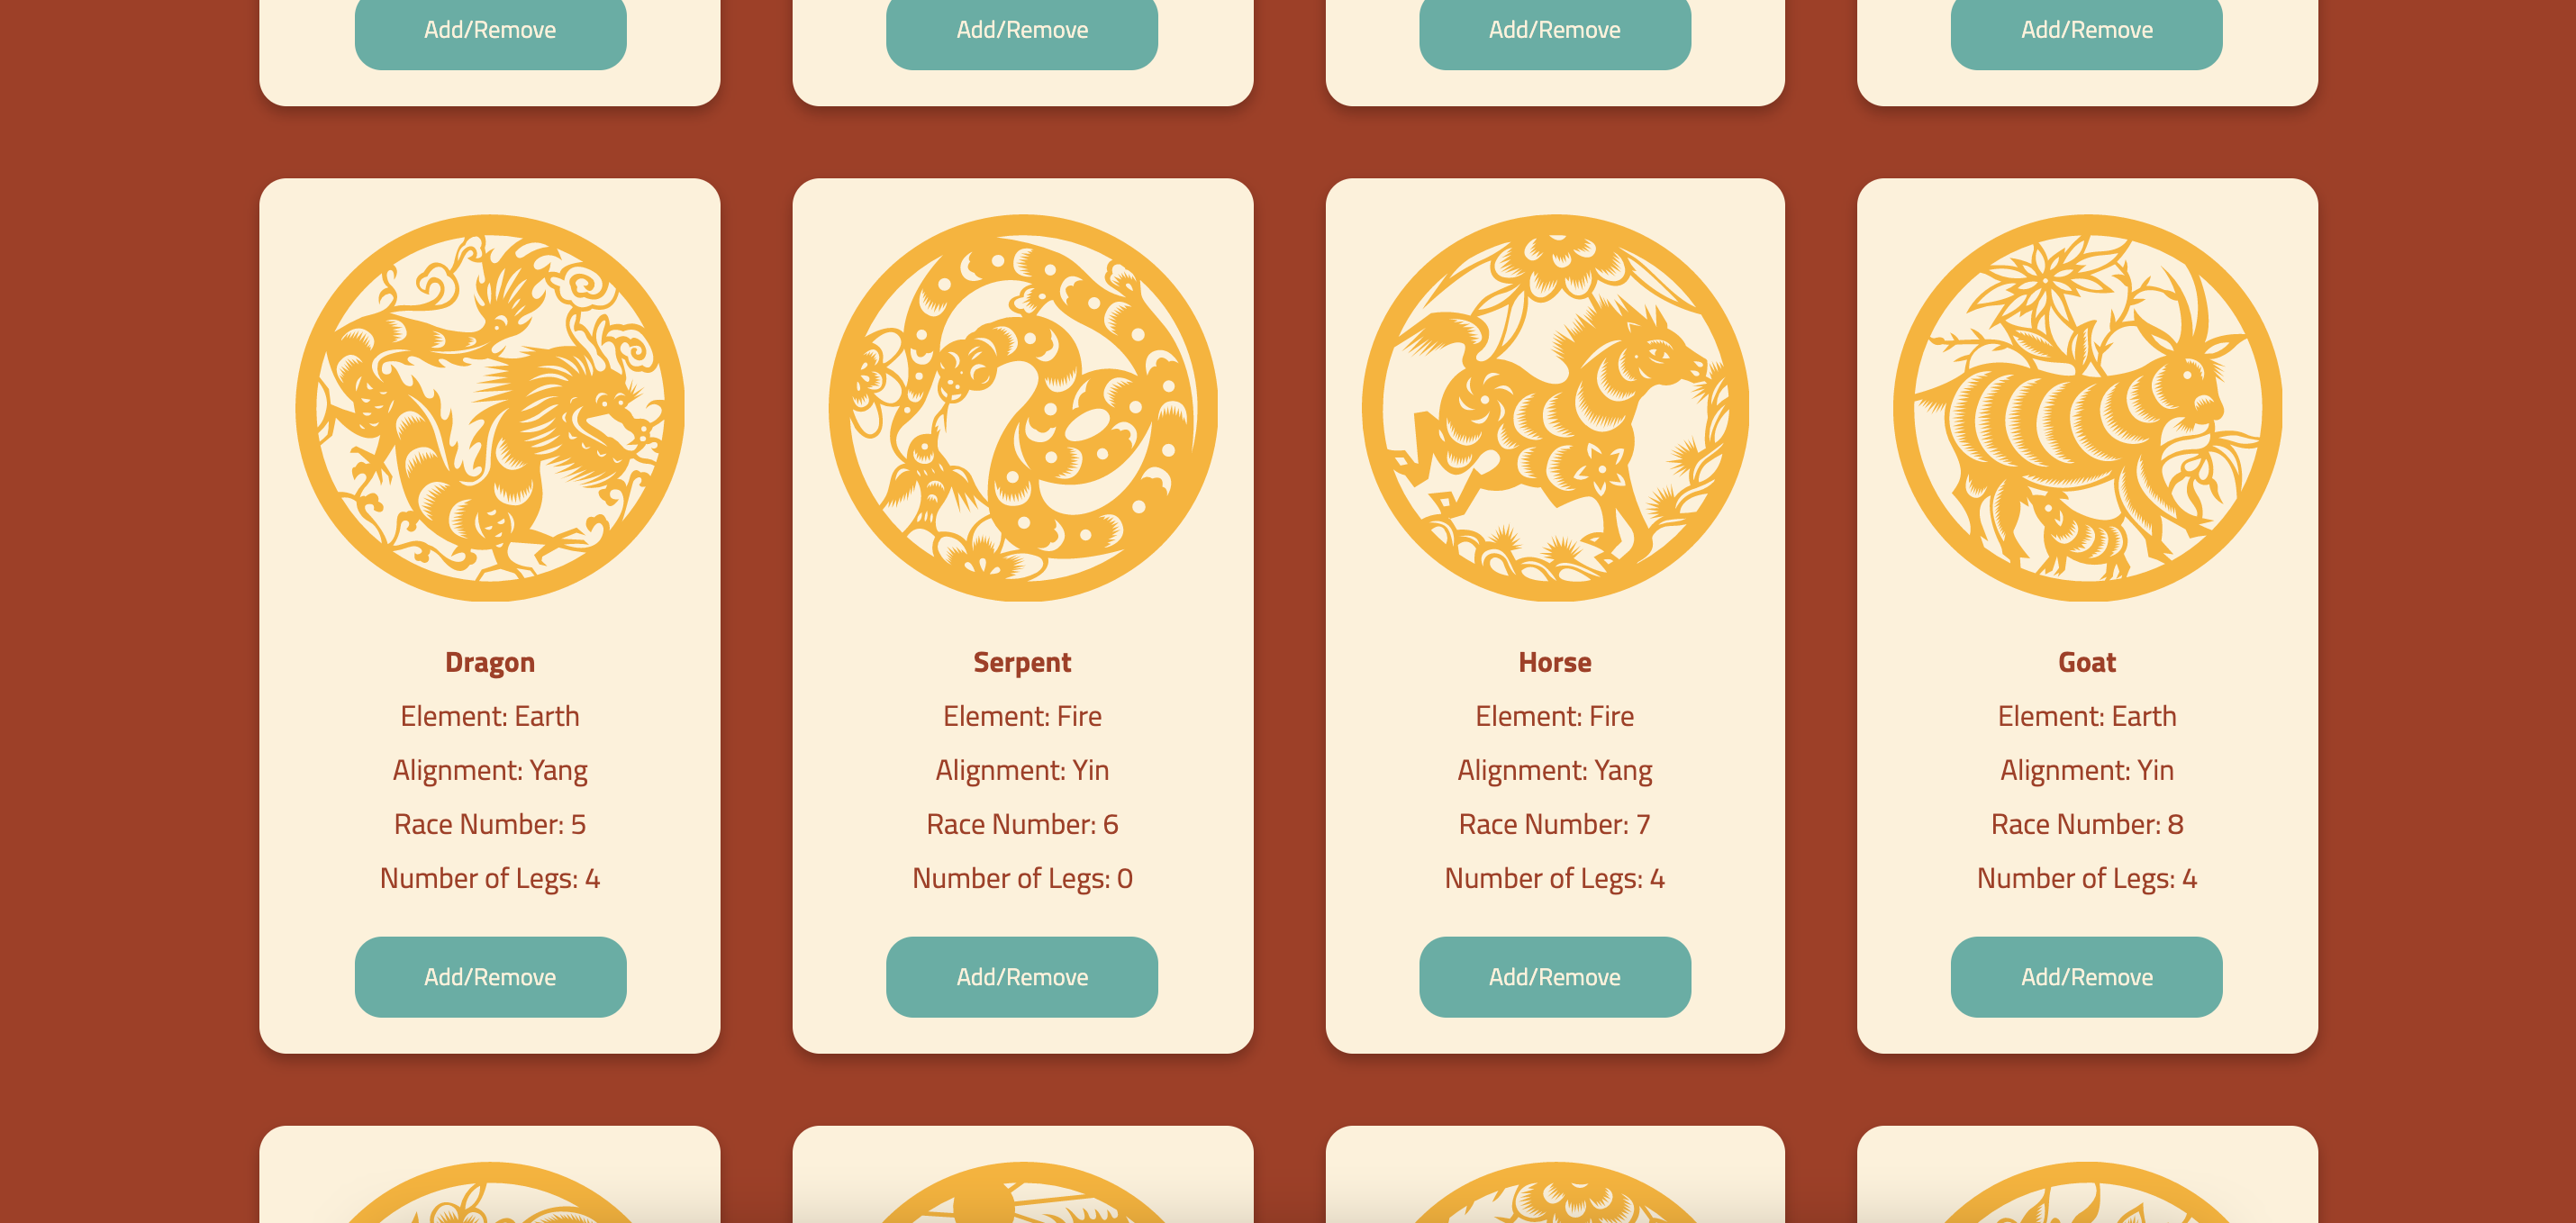 Add/Remove
Add/Remove
Add/Remove
Add/Remove
Dragon
Element: Earth
Alignment: Yang
Race Number: 5
Number of Legs: 4
Add/Remove
Serpent
Element: Fire
Alignment: Yin
Race Number: 6
Number of Legs: 0
Add/Remove
Horse
Element: Fire
Alignment: Yang
Race Number: 7
Number of Legs: 4
Add/Remove
Goat
Element: Earth
Alignment: Yin
Race Number: 8
Number of Legs: 4
Add/Remove